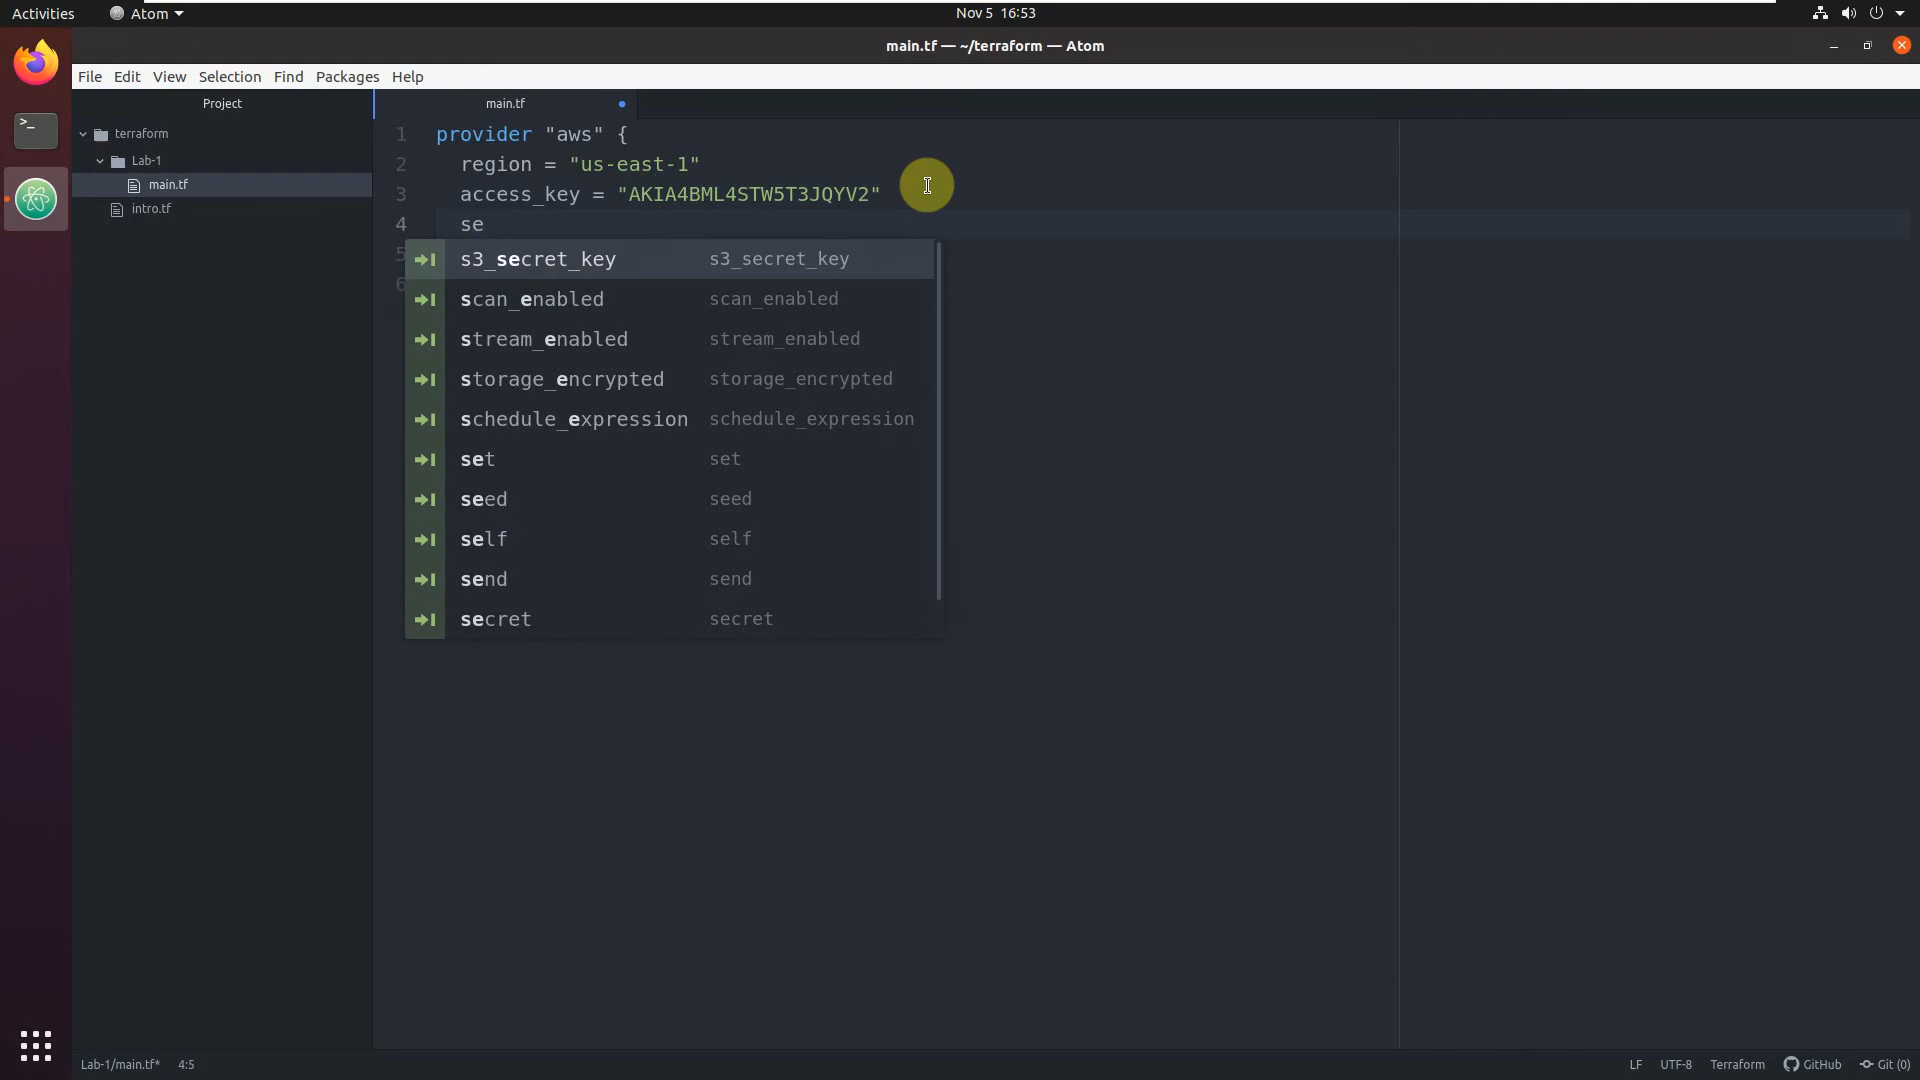 Activities
Atom
Nov 5 16:53
main.tf — ~/terraform — Atom
File Edit View Selection Find Packages Help
Project
main.tf
terraform
Lab-1
main.tf
intro.tf
1 provider "aws" {
2 region = "us-east-1"
3 access_key = "AKIA4BML4STW5T3JQYV2"
4 se
5
6
s3_secret_key s3_secret_key
scan_enabled scan_enabled
stream_enabled stream_enabled
storage_encrypted storage_encrypted
schedule_expression schedule_expression
set set
seed seed
self self
send send
secret secret
Lab-1/main.tf* 4:5
LF UTF-8 Terraform GitHub Git (0)